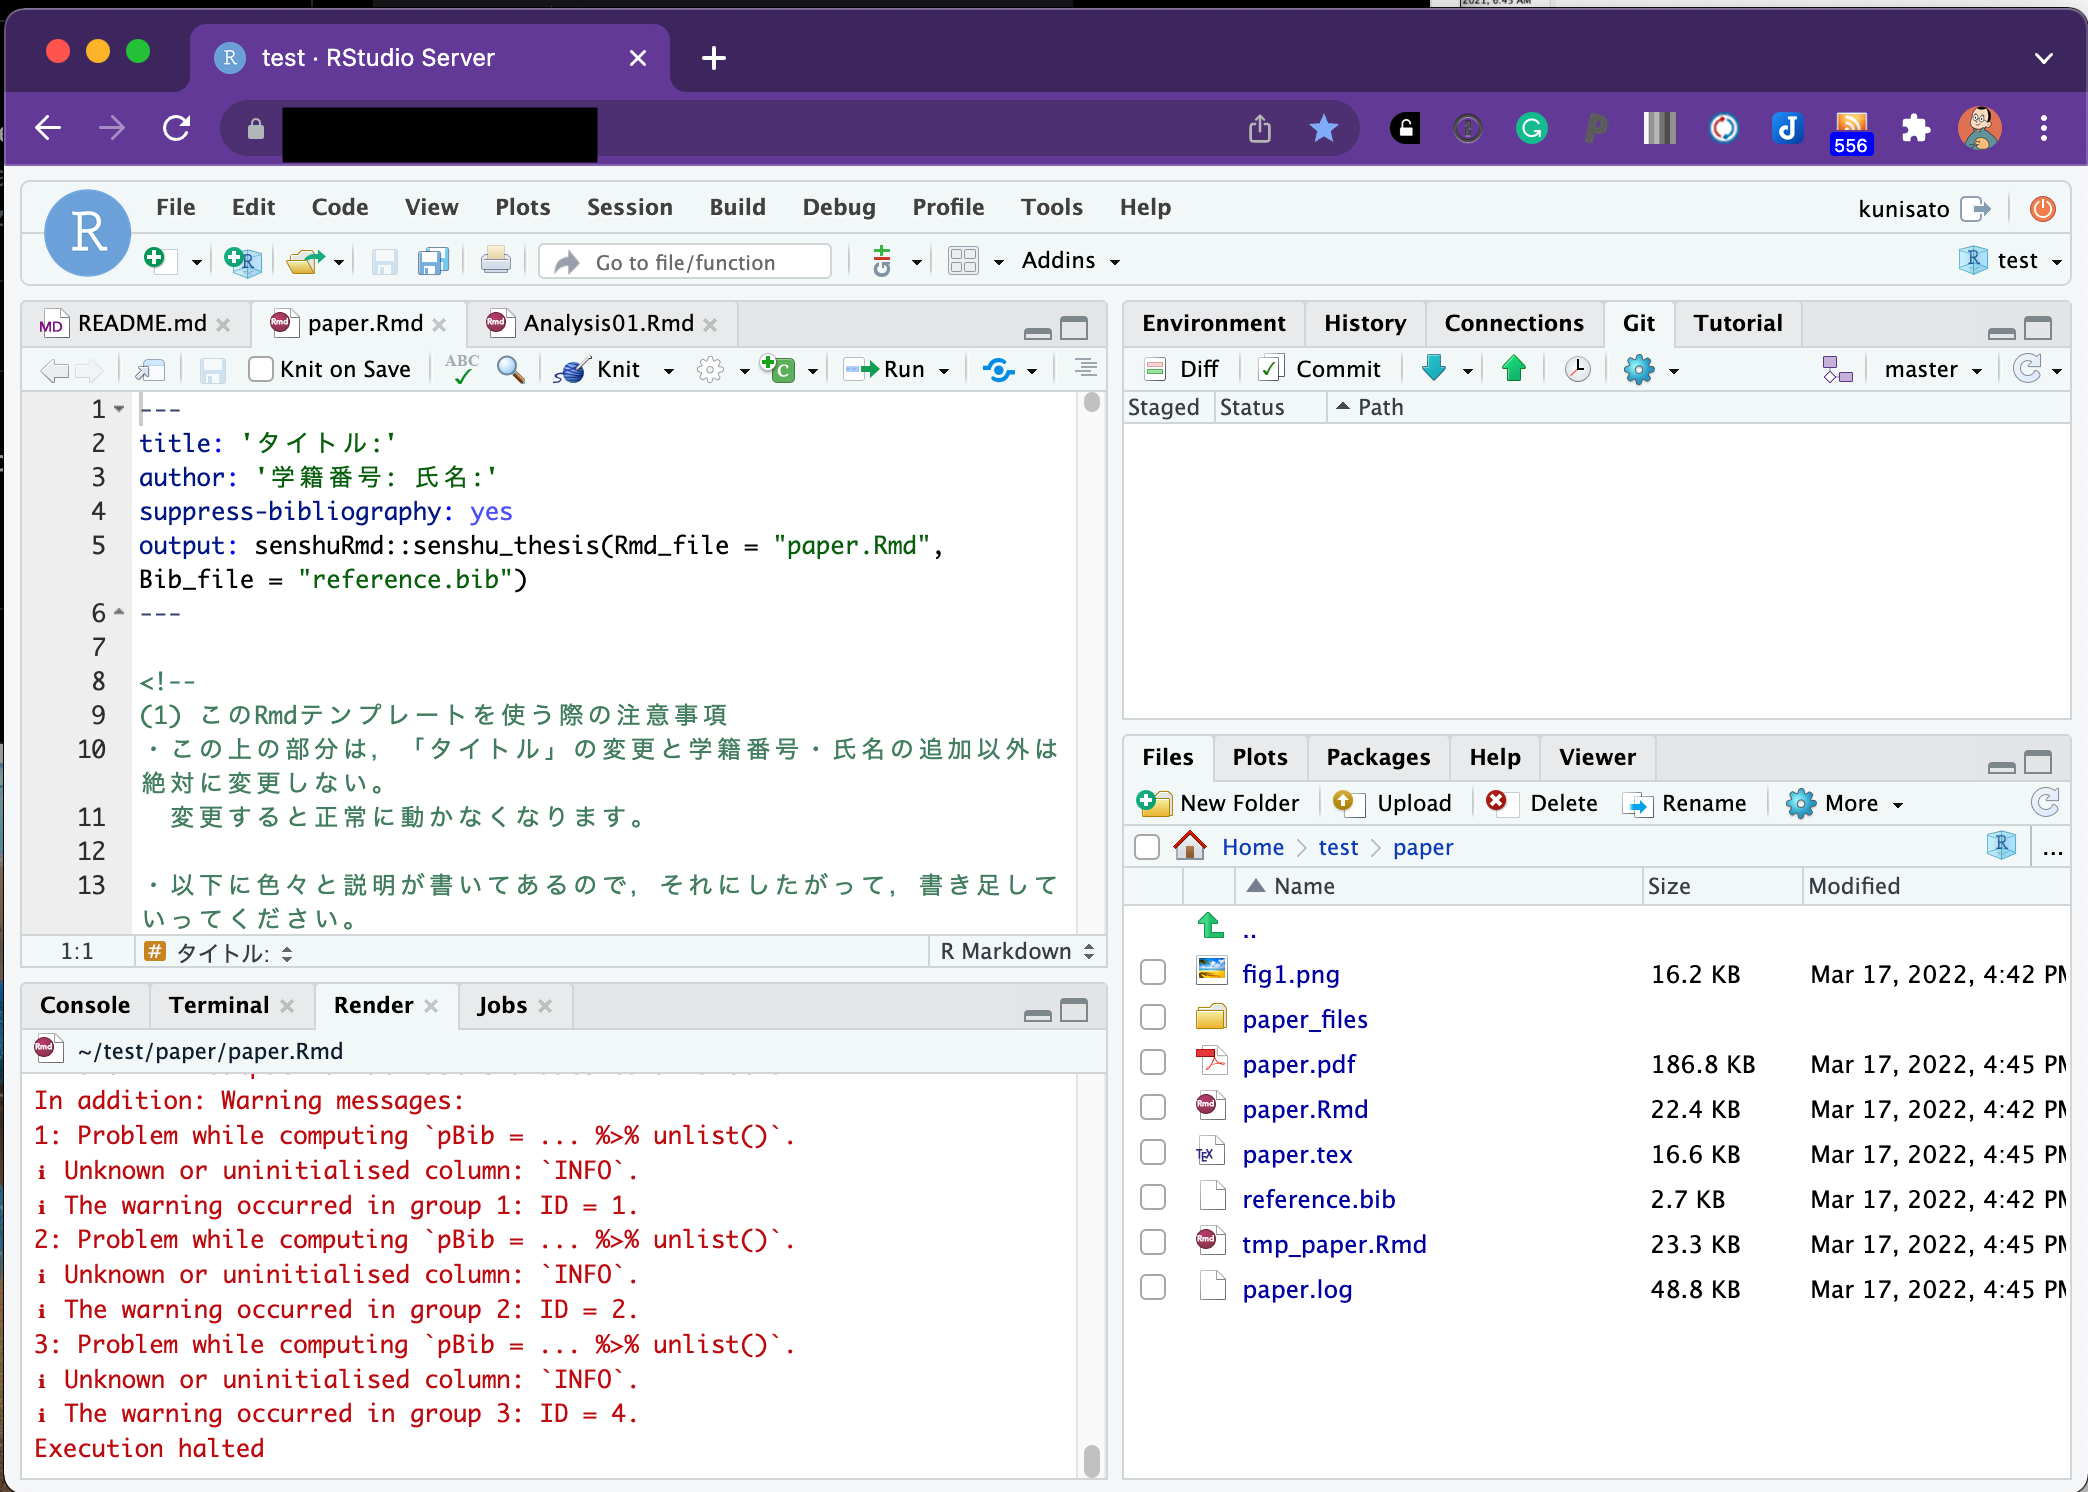 test · RStudio Server
556
File Edit Code View Plots Session Build Debug Profile Tools Help
kunisato
Go to file/function
Addins
test
README.md
paper.Rmd
Analysis01.Rmd
Knit on Save
ABC
Knit
Run
1 ---
2 title: 'タイトル:'
3 author: '学籍番号: 氏名:'
4 suppress-bibliography: yes
5 output: senshuRmd::senshu_thesis(Rmd_file = "paper.Rmd",
Bib_file = "reference.bib")
6 ---
7
8 <!--
9 (1) このRmdテンプレートを使う際の注意事項
10 ・この上の部分は，「タイトル」の変更と学籍番号・氏名の追加以外は
絶対に変更しない。
11 変更すると正常に動かなくなります。
12
13 ・以下に色々と説明が書いてあるので，それにしたがって，書き足して
いってください。
1:1
# タイトル:
R Markdown
Console Terminal Render Jobs
~/test/paper/paper.Rmd
In addition: Warning messages:
1: Problem while computing `pBib = ... %>% unlist()`.
ℹ Unknown or uninitialised column: `INFO`.
ℹ The warning occurred in group 1: ID = 1.
2: Problem while computing `pBib = ... %>% unlist()`.
ℹ Unknown or uninitialised column: `INFO`.
ℹ The warning occurred in group 2: ID = 2.
3: Problem while computing `pBib = ... %>% unlist()`.
ℹ Unknown or uninitialised column: `INFO`.
ℹ The warning occurred in group 3: ID = 4.
Execution halted
Environment History Connections Git Tutorial
Diff Commit master
Staged Status Path
Files Plots Packages Help Viewer
New Folder Upload Delete Rename More
Home test paper ...
Name Size Modified
..
fig1.png 16.2 KB Mar 17, 2022, 4:42 PM
paper_files
paper.pdf 186.8 KB Mar 17, 2022, 4:45 PM
paper.Rmd 22.4 KB Mar 17, 2022, 4:42 PM
paper.tex 16.6 KB Mar 17, 2022, 4:45 PM
reference.bib 2.7 KB Mar 17, 2022, 4:42 PM
tmp_paper.Rmd 23.3 KB Mar 17, 2022, 4:45 PM
paper.log 48.8 KB Mar 17, 2022, 4:45 PM